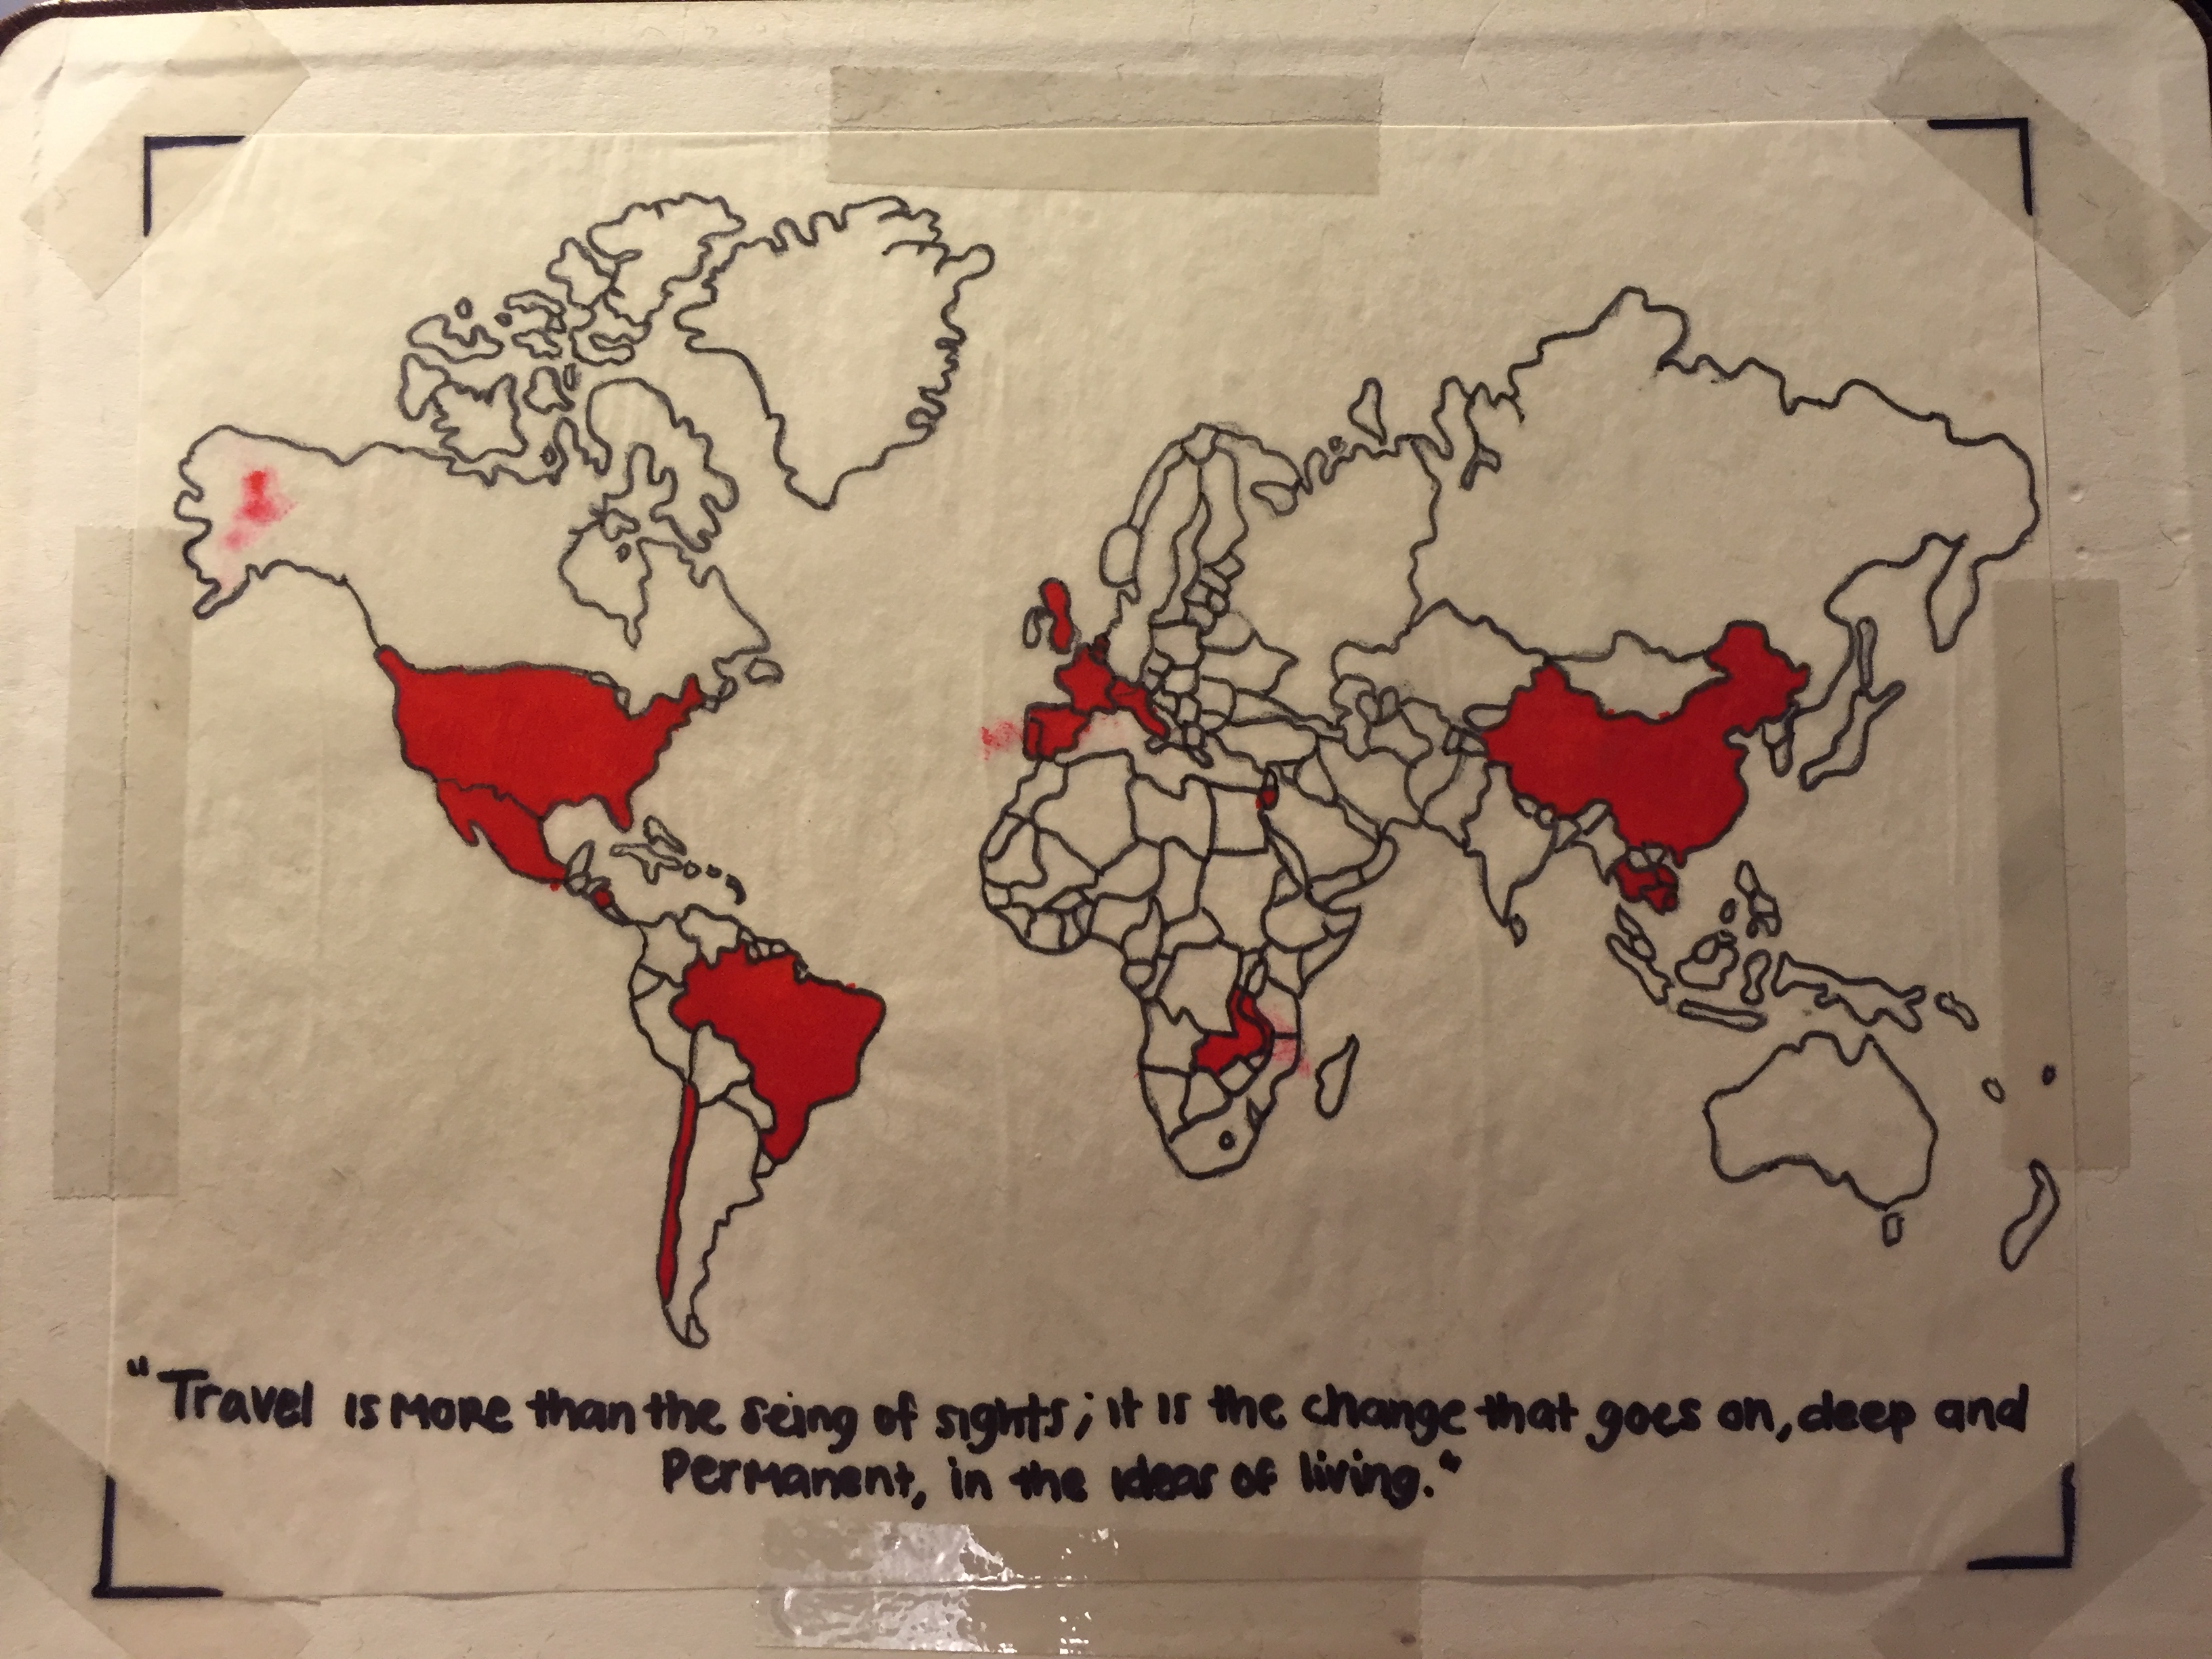 "Travel is more than the seing of sights; it is the change that goes on, deep and
Permanent, in the ideas of living."